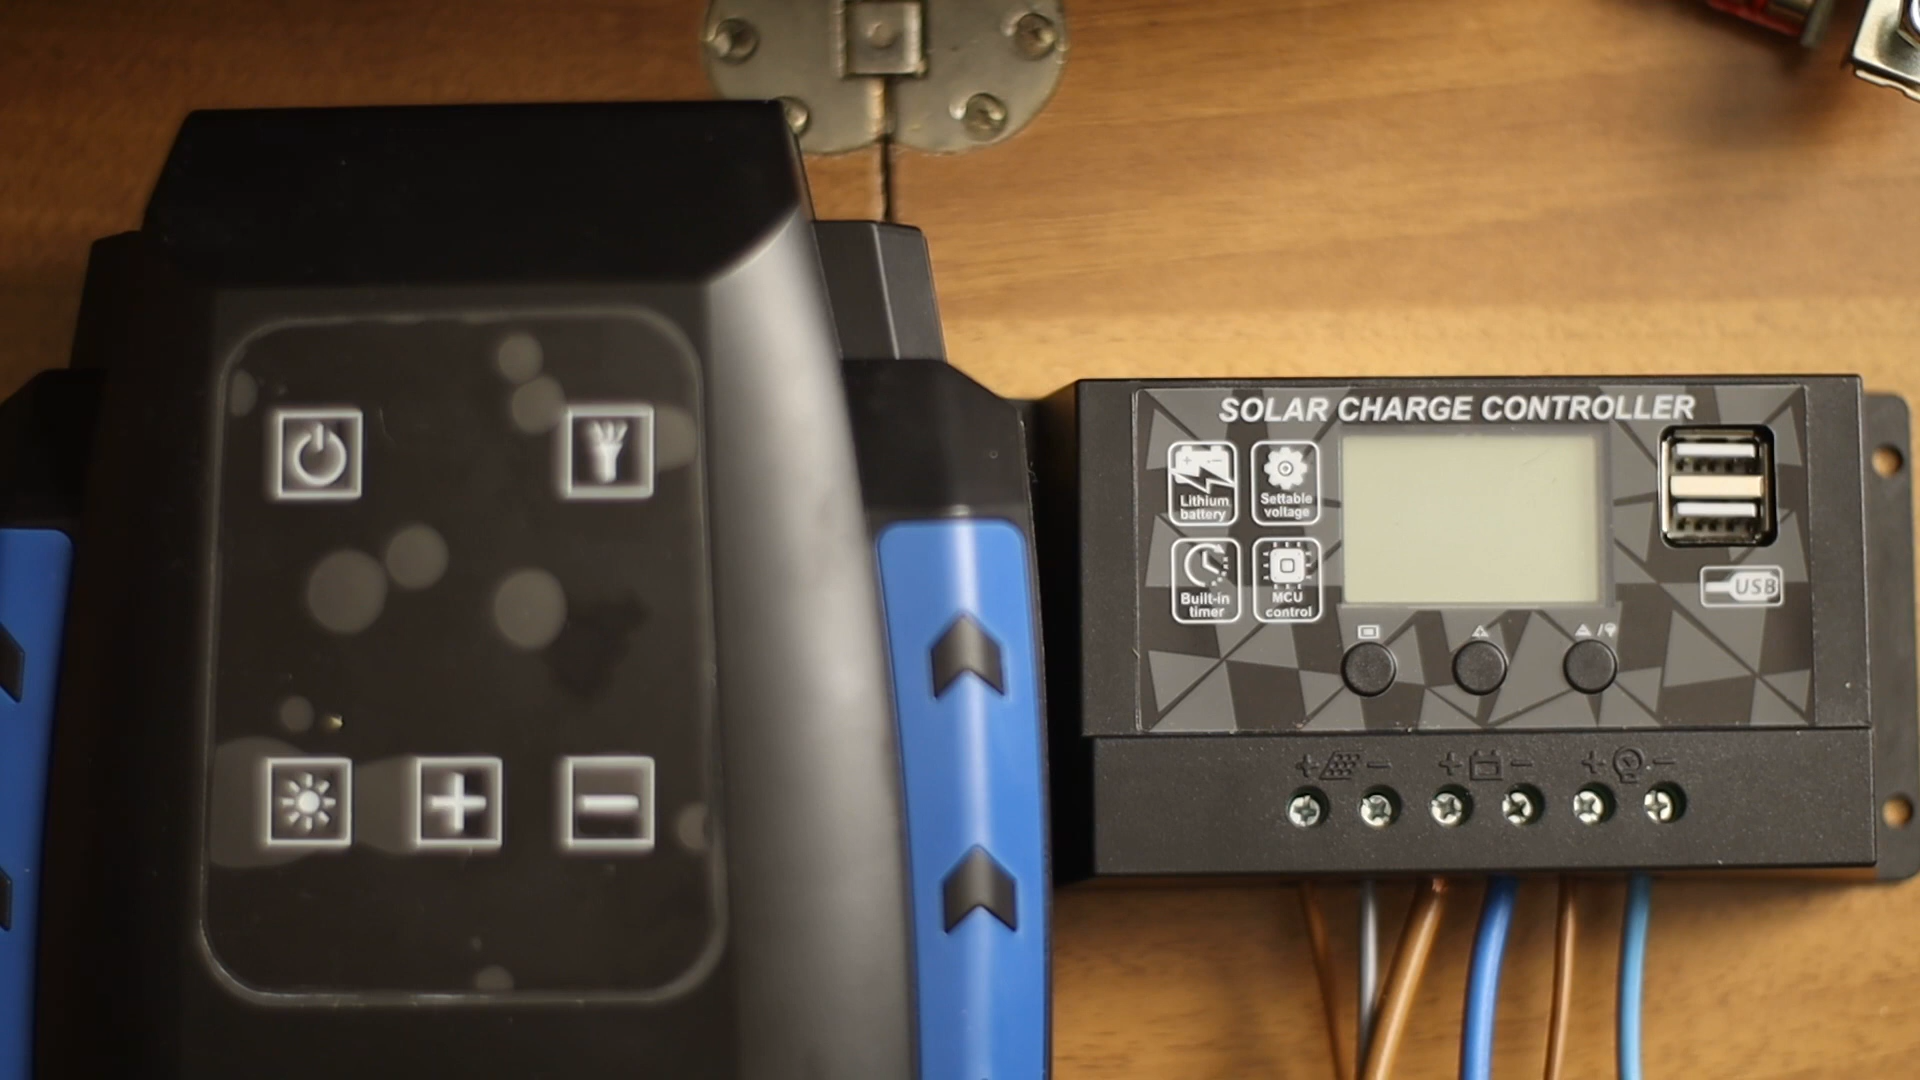 SOLAR CHARGE CONTROLLER
Lithium
battery
Settable
voltage
Built-in
timer
MCU
control
USB